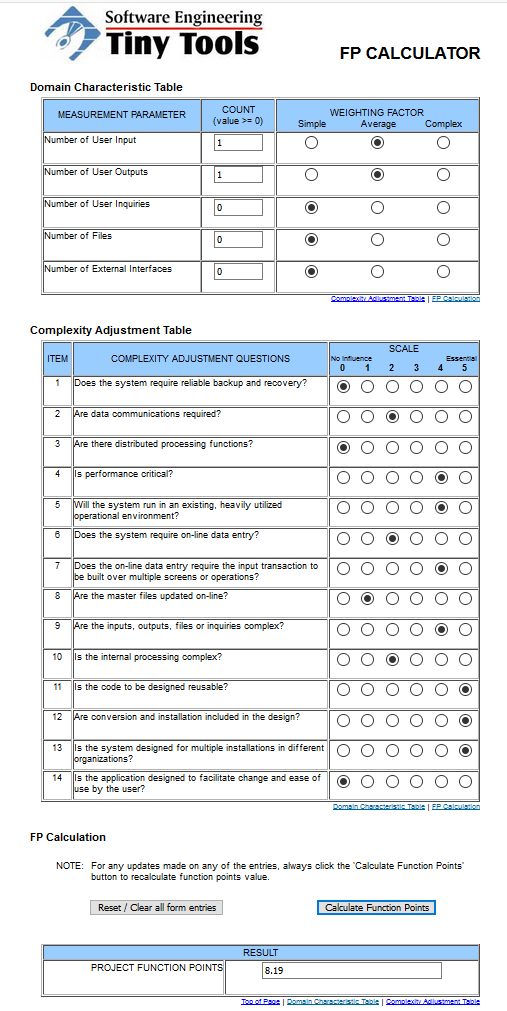 Software Engineering
Tiny Tools
FP CALCULATOR
Domain Characteristic Table
MEASUREMENT PARAMETER
COUNT
(value >= 0)
WEIGHTING FACTOR
Simple Average Complex
Number of User Input
1
Number of User Outputs
1
Number of User Inquiries
0
Number of Files
0
Number of External Interfaces
0
Complexity Adjustment Table | FP Calculation
Complexity Adjustment Table
ITEM
COMPLEXITY ADJUSTMENT QUESTIONS
SCALE
No Influence Essential
0 1 2 3 4 5
1 Does the system require reliable backup and recovery?
2 Are data communications required?
3 Are there distributed processing functions?
4 Is performance critical?
5 Will the system run in an existing, heavily utilized
operational environment?
6 Does the system require on-line data entry?
7 Does the on-line data entry require the input transaction to
be built over multiple screens or operations?
8 Are the master files updated on-line?
9 Are the inputs, outputs, files or inquiries complex?
10 Is the internal processing complex?
11 Is the code to be designed reusable?
12 Are conversion and installation included in the design?
13 Is the system designed for multiple installations in different
organizations?
14 Is the application designed to facilitate change and ease of
use by the user?
Domain Characteristic Table | FP Calculation
FP Calculation
NOTE: For any updates made on any of the entries, always click the 'Calculate Function Points'
button to recalculate function points value.
Reset / Clear all form entries
Calculate Function Points
RESULT
PROJECT FUNCTION POINTS
8.19
Top of Page | Domain Characteristic Table | Complexity Adjustment Table